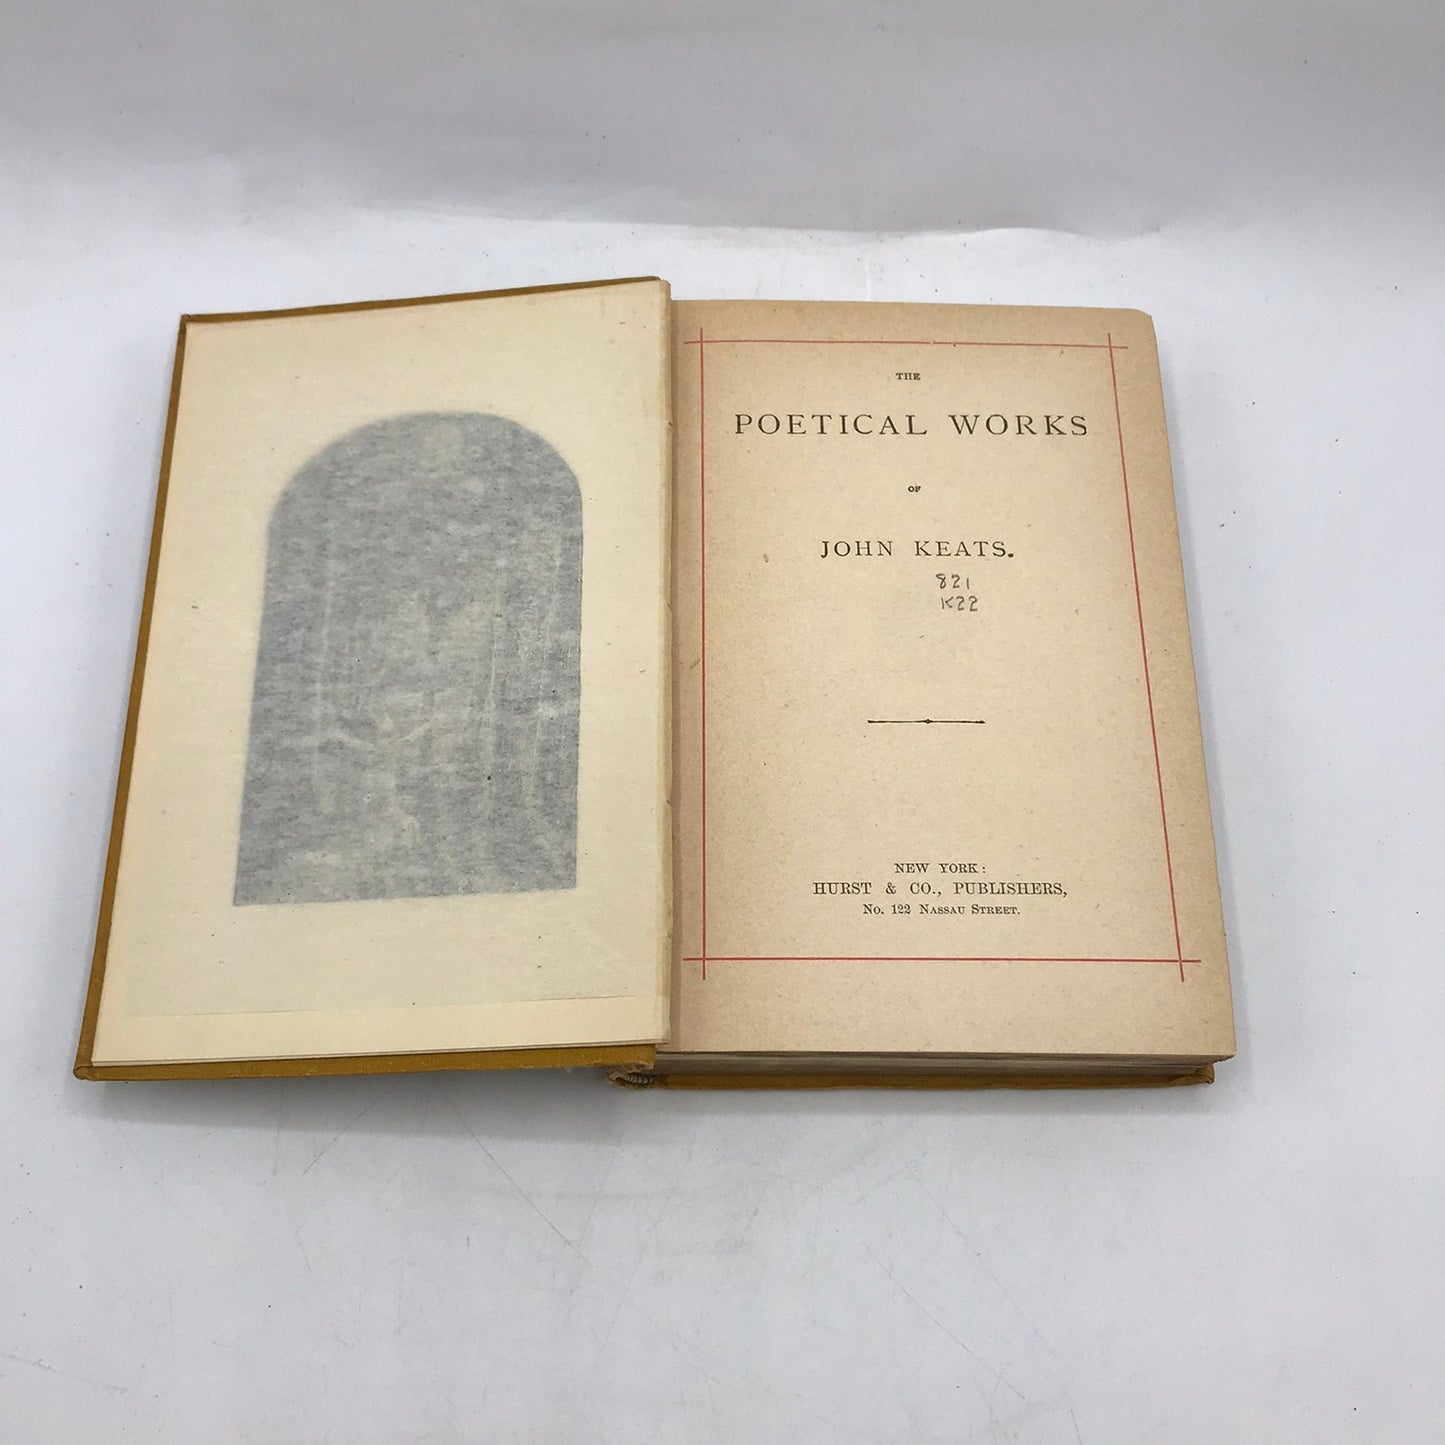 THE
POETICAL WORKS
OF
JOHN KEATS.
821
K22
NEW YORK:
HURST & CO., PUBLISHERS,
No. 122 NASSAU STREET.